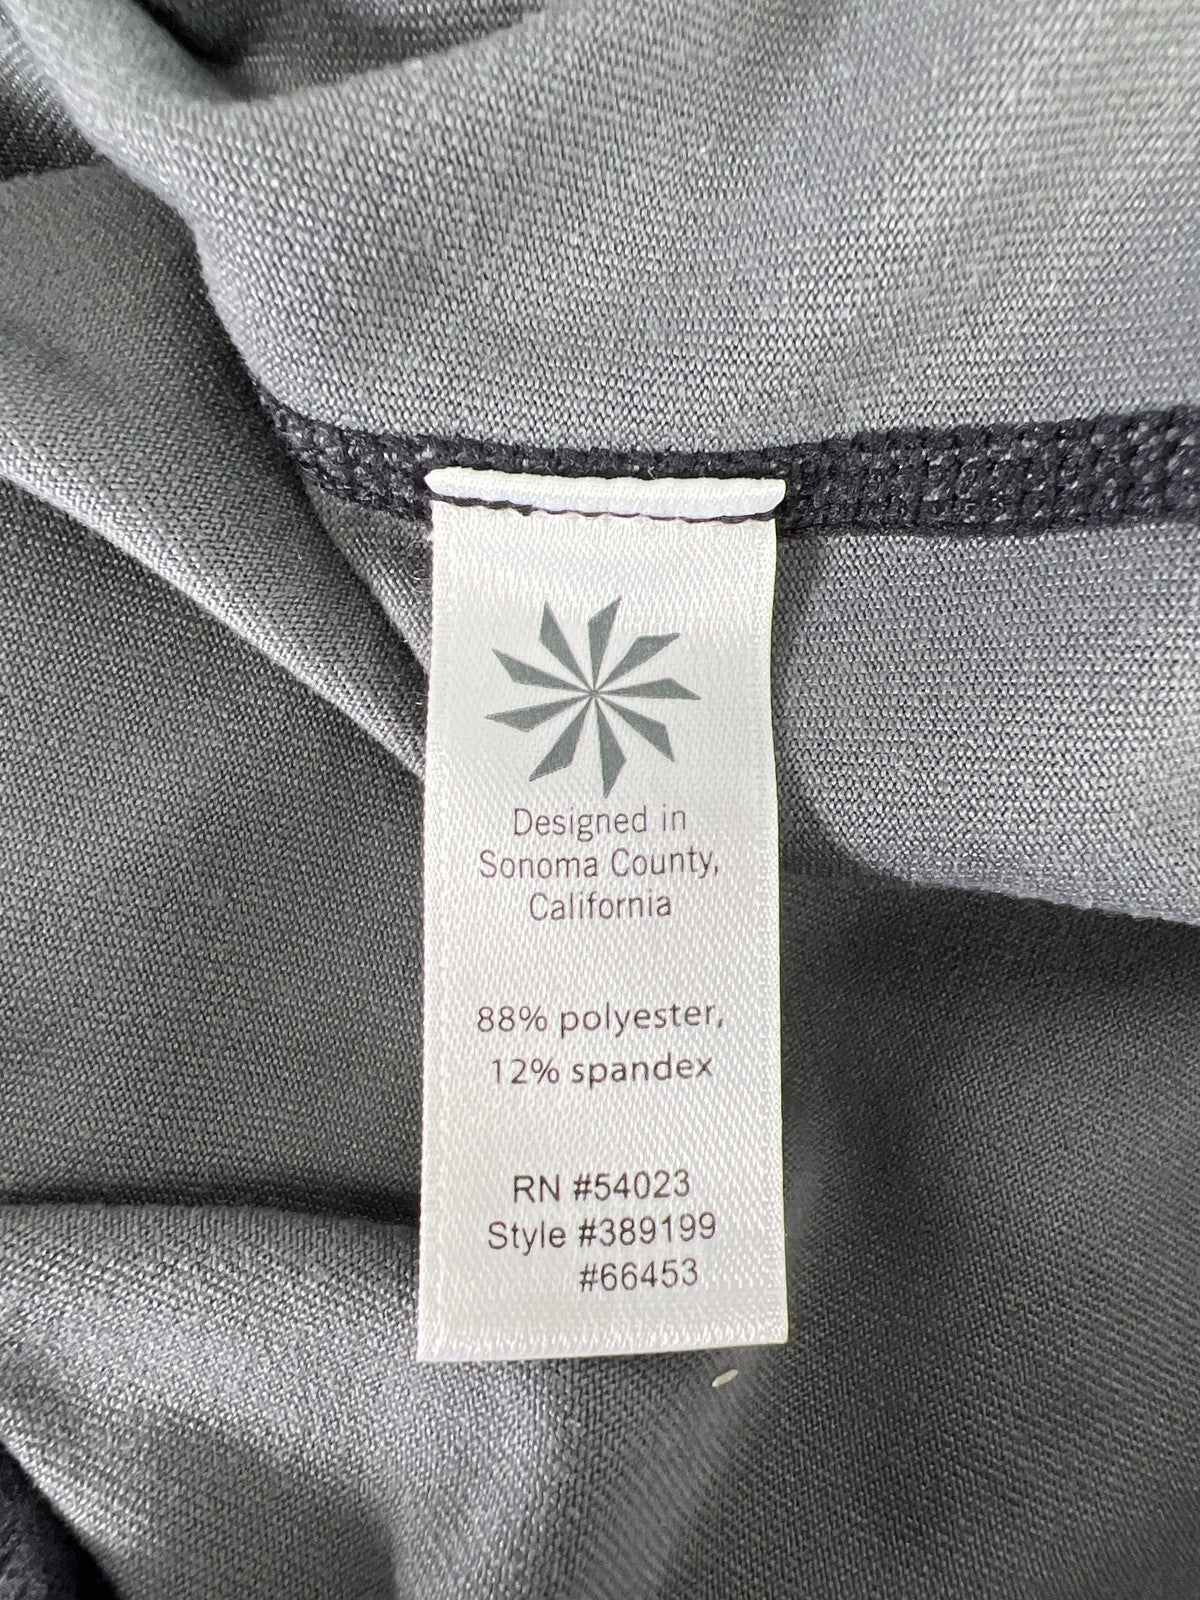 Designed in
Sonoma County,
California
88% polyester,
12% spandex
RN #54023
Style #389199
#66453